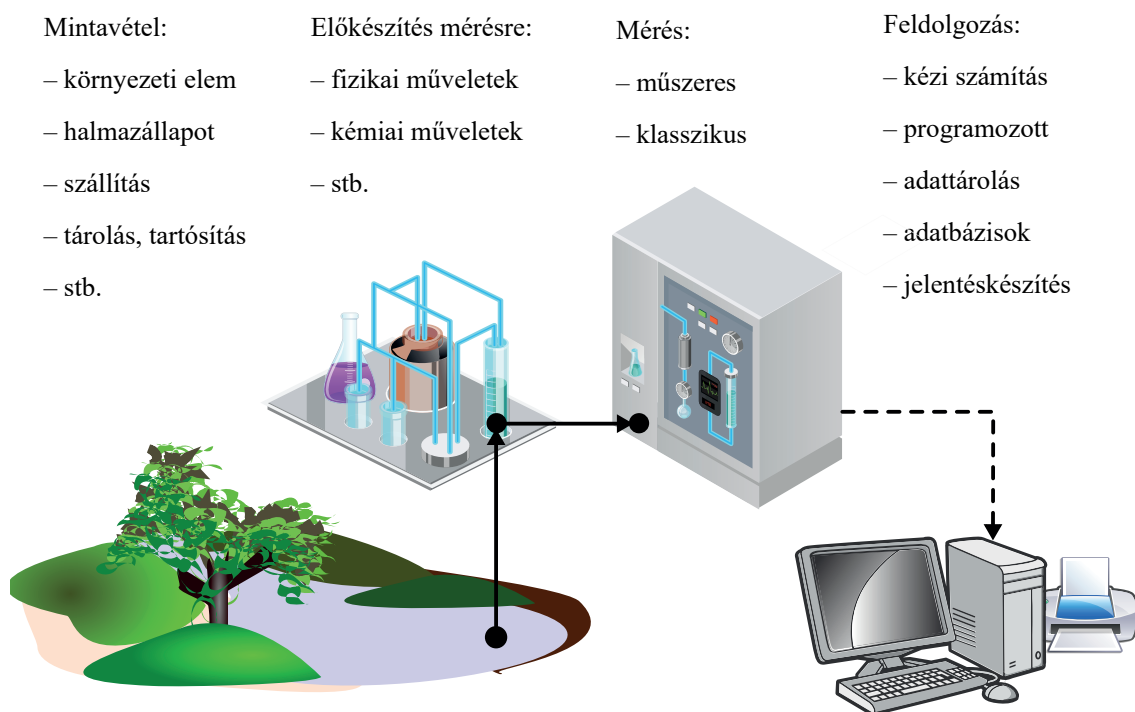 Mintavétel:
– környezeti elem
– halmazállapot
– szállítás
– tárolás, tartósítás
– stb.
Előkészítés mérésre:
– fizikai műveletek
– kémiai műveletek
– stb.
Mérés:
– műszeres
– klasszikus
Feldolgozás:
– kézi számítás
– programozott
– adattárolás
– adatbázisok
– jelentéskészítés